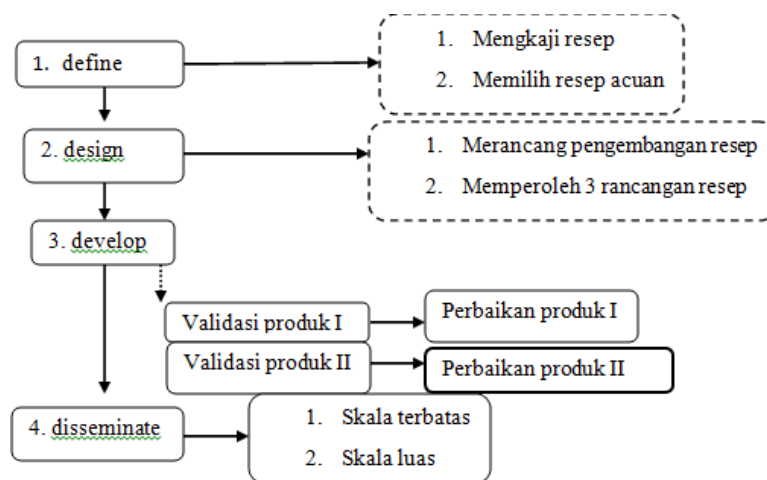 1. define
1. Mengkaji resep
2. Memilih resep acuan
2. design
1. Merancang pengembangan resep
2. Memperoleh 3 rancangan resep
3. develop
Validasi produk I
Perbaikan produk I
Validasi produk II
Perbaikan produk II
4. disseminate
1. Skala terbatas
2. Skala luas